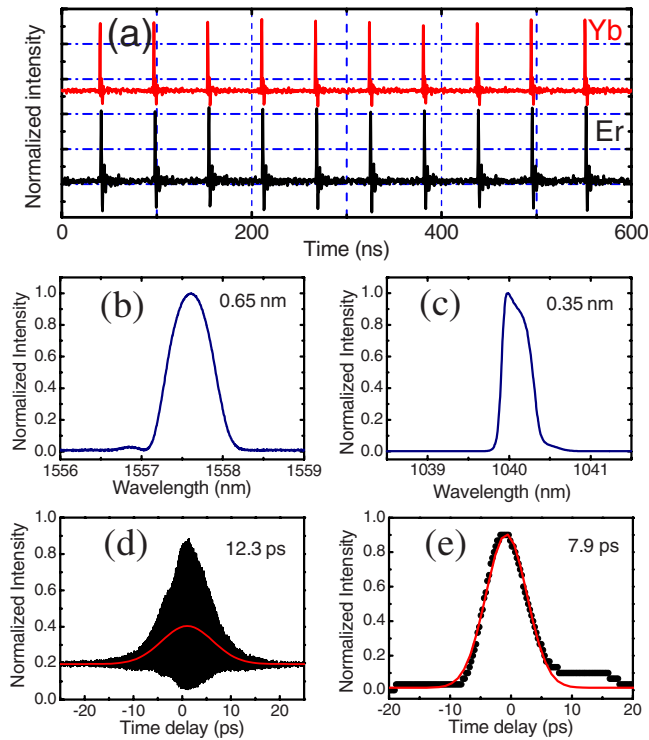 (a)
Yb
Er
Normalized intensity
Normalized intensity
0 200 400 600
Time (ns)
(b)
0.65 nm
1.0
0.8
0.6
0.4
0.2
0.0
Normalized Intensity
1556 1557 1558 1559
Wavelength (nm)
(c)
0.35 nm
1.0
0.8
0.6
0.4
0.2
0.0
Normalized Intensity
1039 1040 1041
Wavelength (nm)
(d)
12.3 ps
1.0
0.8
0.6
0.4
0.2
0.0
Normalized Intensity
-20 -10 0 10 20
Time delay (ps)
(e)
7.9 ps
1.0
0.8
0.6
0.4
0.2
0.0
Normalized Intensity
-20 -10 0 10 20
Time delay (ps)